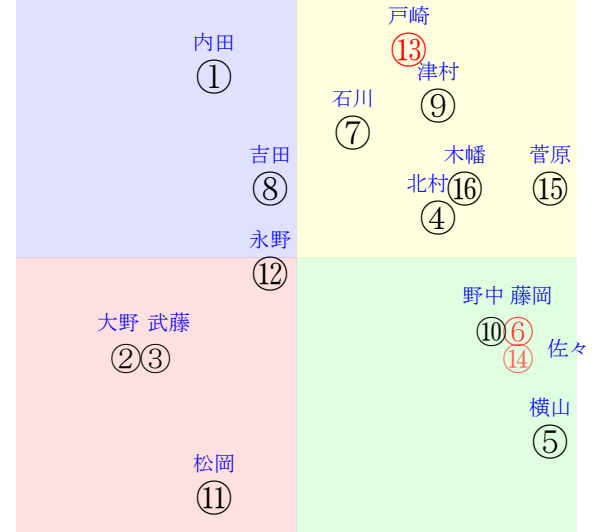 戸崎
⑬
内田
①
津村
⑨
石川
⑦
吉田
⑧
木幡
⑯
菅原
⑮
北村
④
永野
⑫
野中 藤岡
⑩⑥
佐々
⑭
大野 武藤
②③
横山
⑤
松岡
⑪